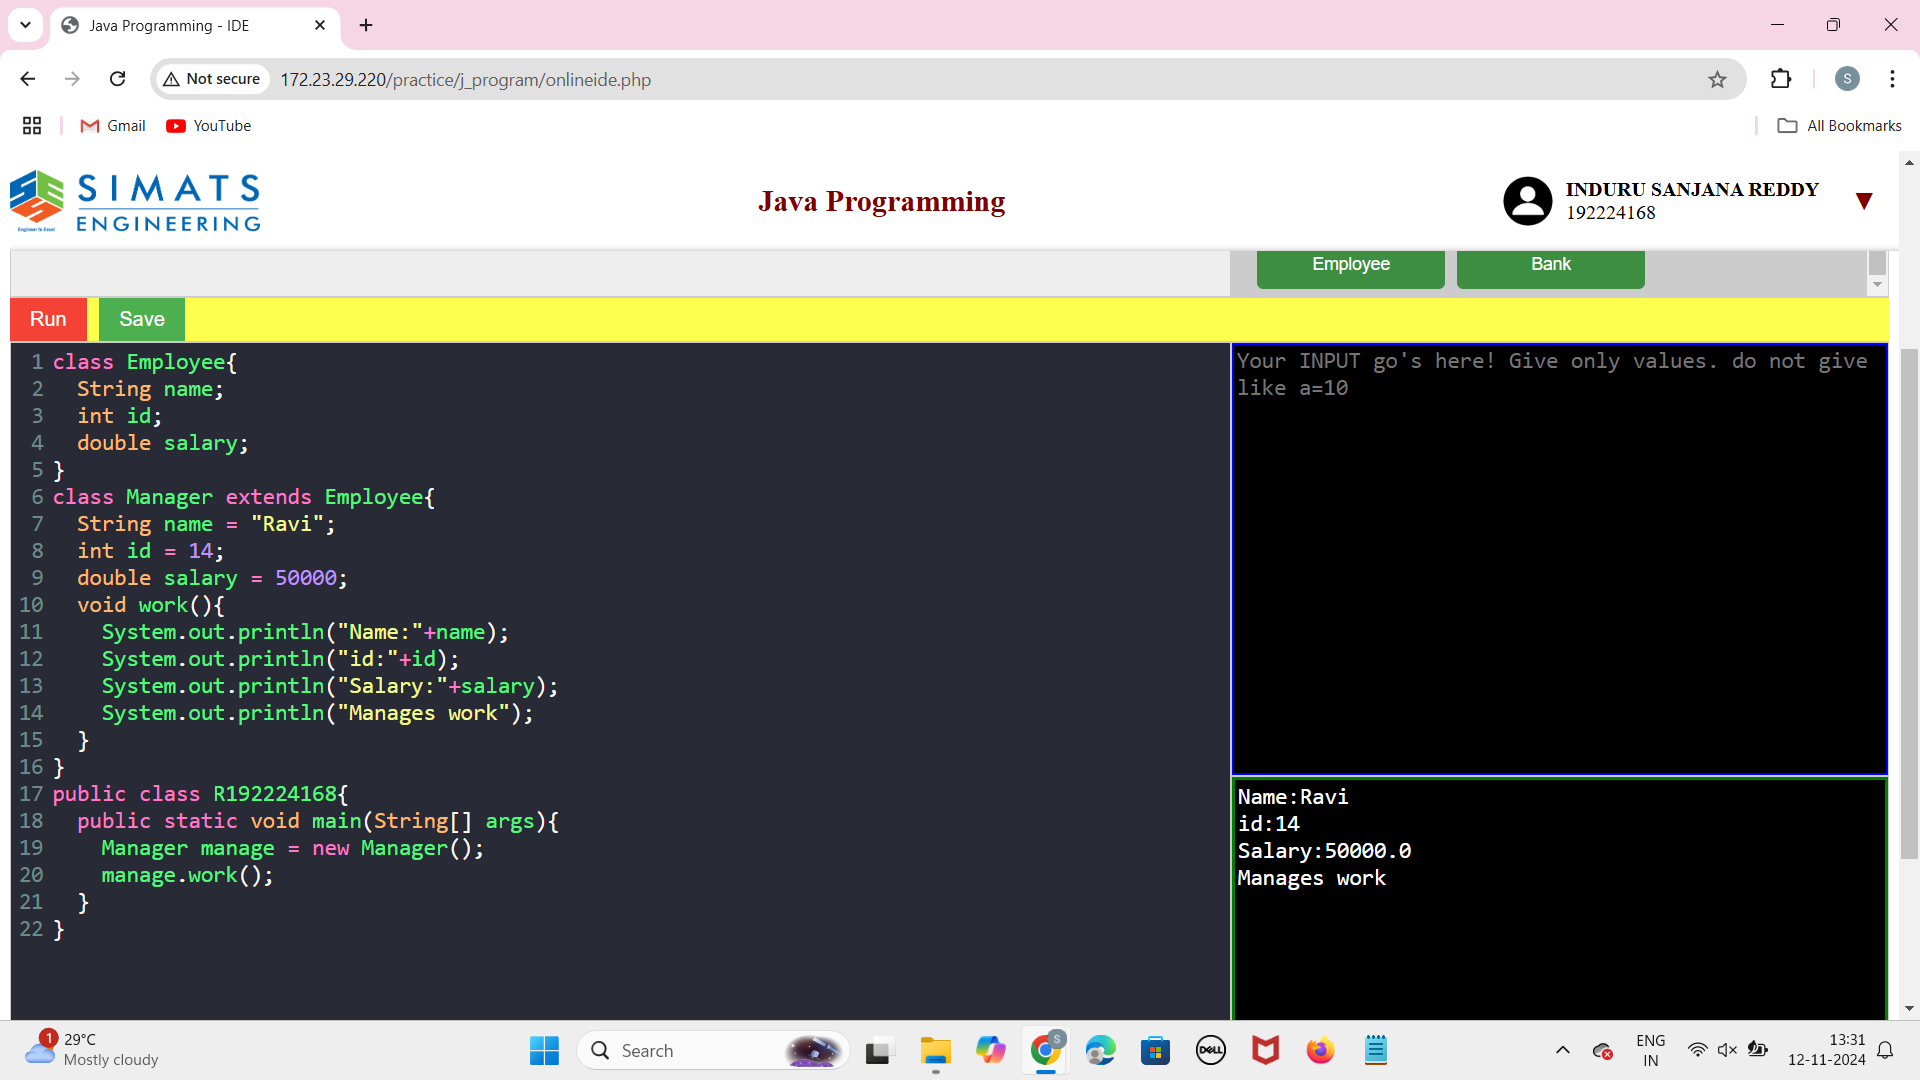 Java Programming - IDE
Not secure
172.23.29.220/practice/j_program/onlineide.php
S
Gmail
YouTube
All Bookmarks
SIMATS
ENGINEERING
Engineer to Excel
Java Programming
INDURU SANJANA REDDY
192224168
Employee
Bank
Run
Save
1 class Employee{
2 String name;
3 int id;
4 double salary;
5 }
6 class Manager extends Employee{
7 String name = "Ravi";
8 int id = 14;
9 double salary = 50000;
10 void work(){
11 System.out.println("Name:"+name);
12 System.out.println("id:"+id);
13 System.out.println("Salary:"+salary);
14 System.out.println("Manages work");
15 }
16 }
17 public class R192224168{
18 public static void main(String[] args){
19 Manager manage = new Manager();
20 manage.work();
21 }
22 }
Your INPUT go's here! Give only values. do not give
like a=10
Name:Ravi
id:14
Salary:50000.0
Manages work
1
29°C
Mostly cloudy
Search
S
DELL
ENG
IN
13:31
12-11-2024